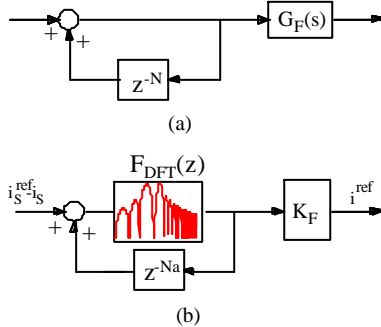 + +
G_F(s)
z^-N
(a)
F_DFT(z)
i_S^ref-i_S
i^ref
+ +
K_F
z^-Na
(b)